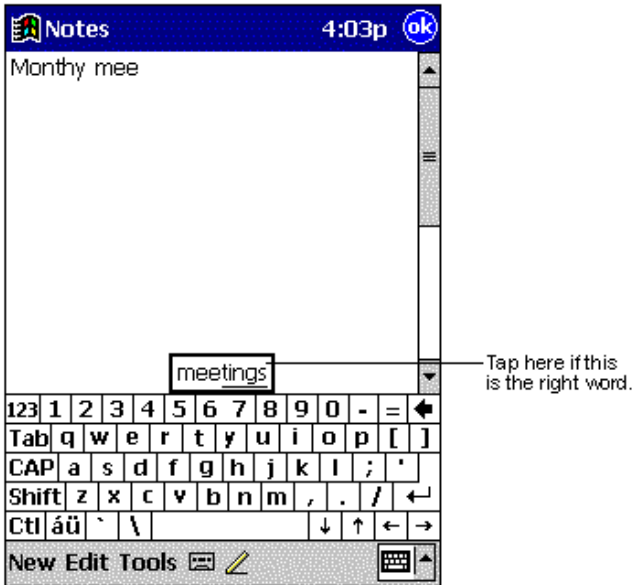 Notes 4:03p ok
Monthy mee
meetings
Tap here if this
is the right word.
123 1 2 3 4 5 6 7 8 9 0 - =
Tab q w e r t y u i o p [ ]
CAP a s d f g h j k l ; '
Shift z x c v b n m , . /
Ctl áü ` \
New Edit Tools